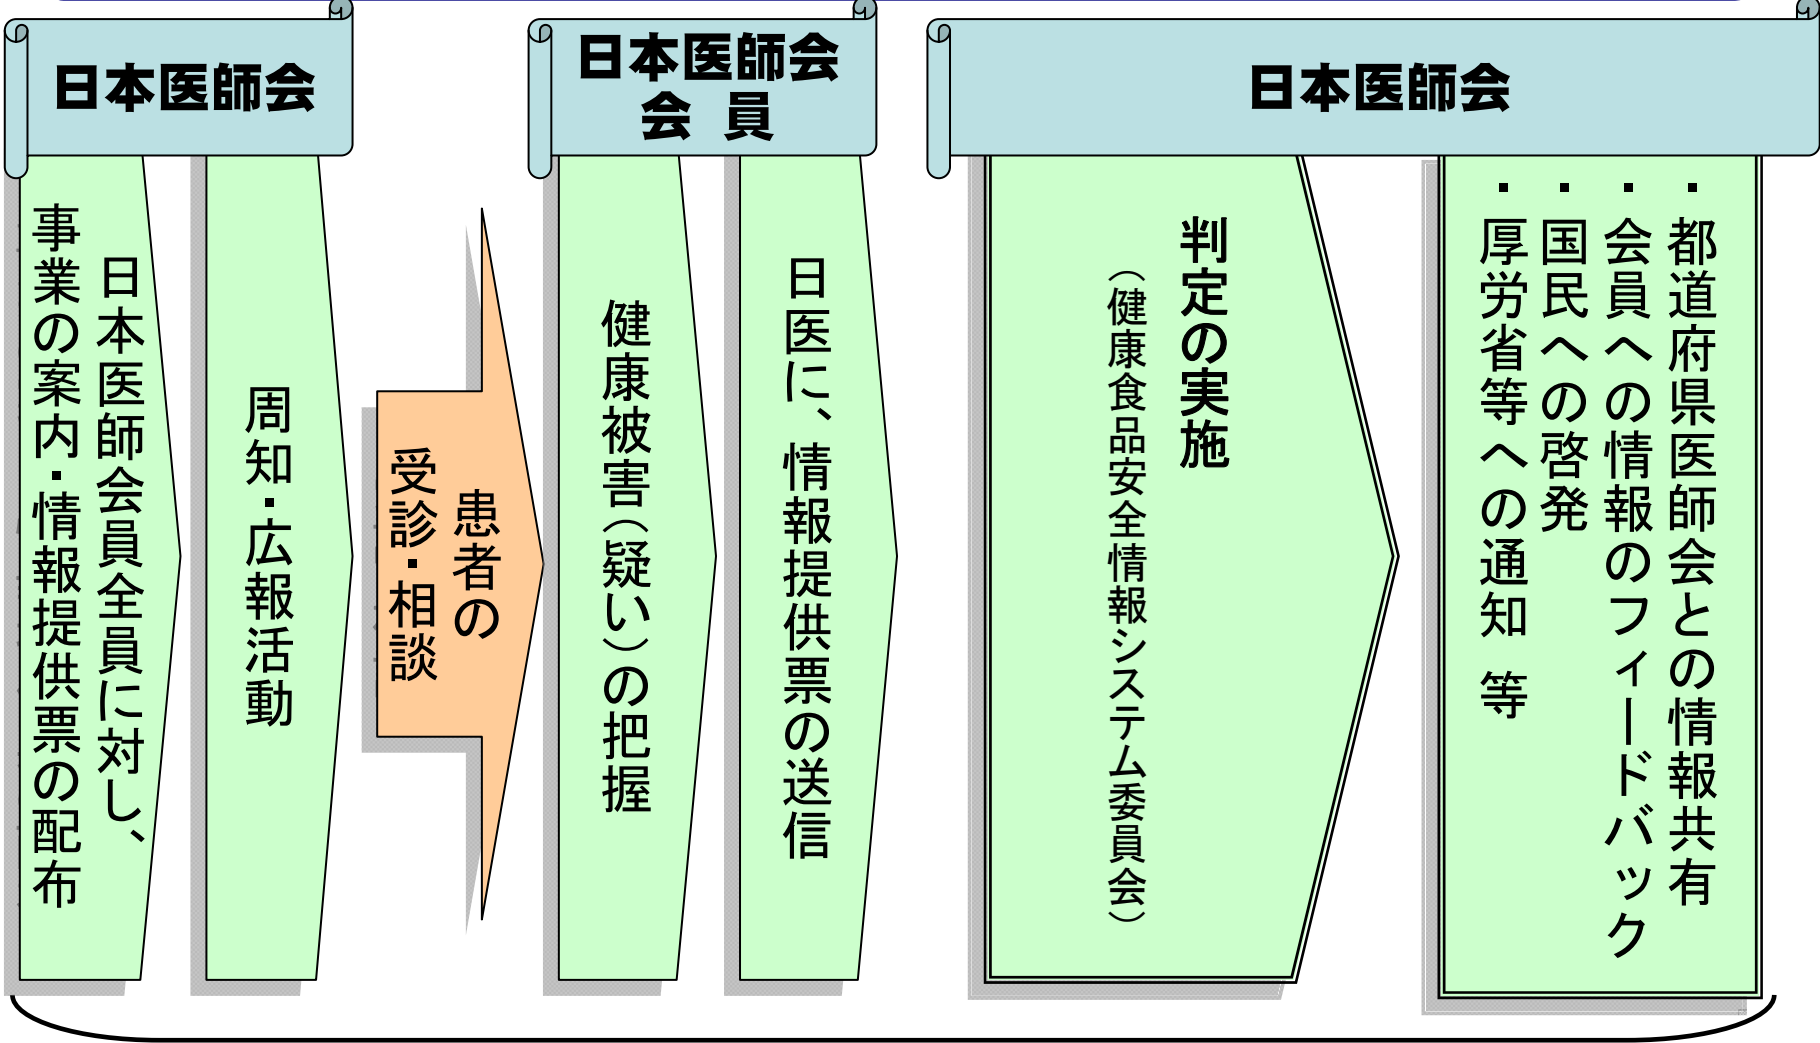 日本医師会
日本医師会員全員に対し、
事業の案内・情報提供票の配布
周知・広報活動
患者の
受診・相談
日本医師会
会 員
健康被害(疑い)の把握
日医に、情報提供票の送信
日本医師会
判定の実施
(健康食品安全情報システム委員会)
・都道府県医師会との情報共有
・会員への情報のフィードバック
・国民への啓発
・厚労省等への通知 等